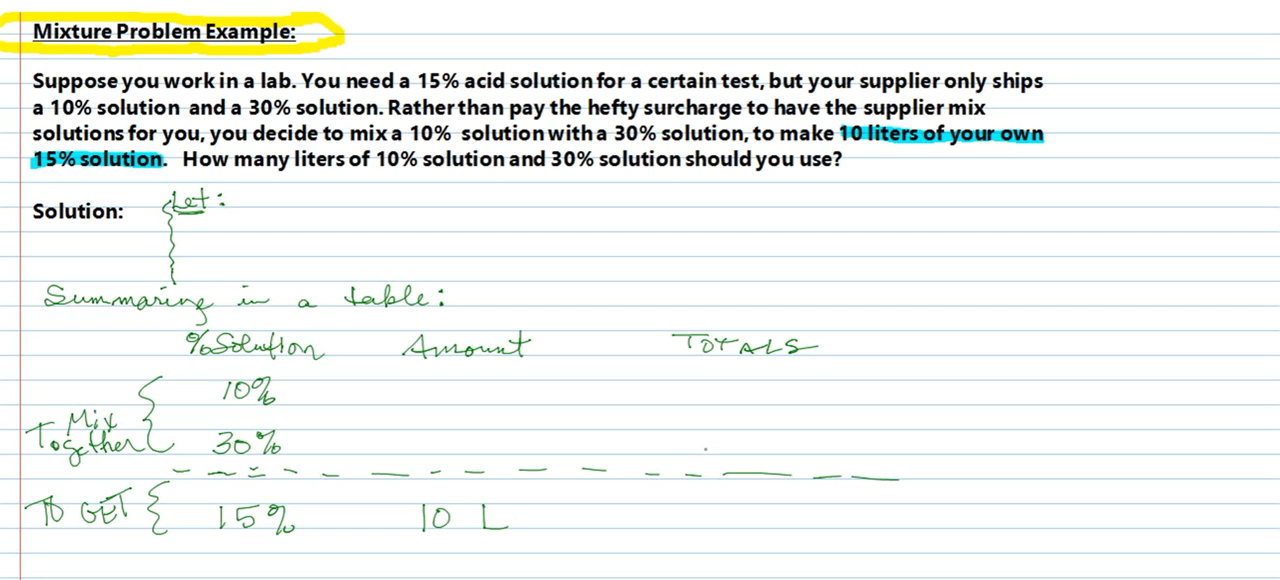 Mixture Problem Example:
Suppose you work in a lab. You need a 15% acid solution for a certain test, but your supplier only ships
a 10% solution and a 30% solution. Rather than pay the hefty surcharge to have the supplier mix
solutions for you, you decide to mix a 10% solution with a 30% solution, to make 10 liters of your own
15% solution. How many liters of 10% solution and 30% solution should you use?
Solution: Let:
Summaring in a table:
% Solution Amount TOTALS
10%
Mix
Together 30%
TO GET 15% 10 L